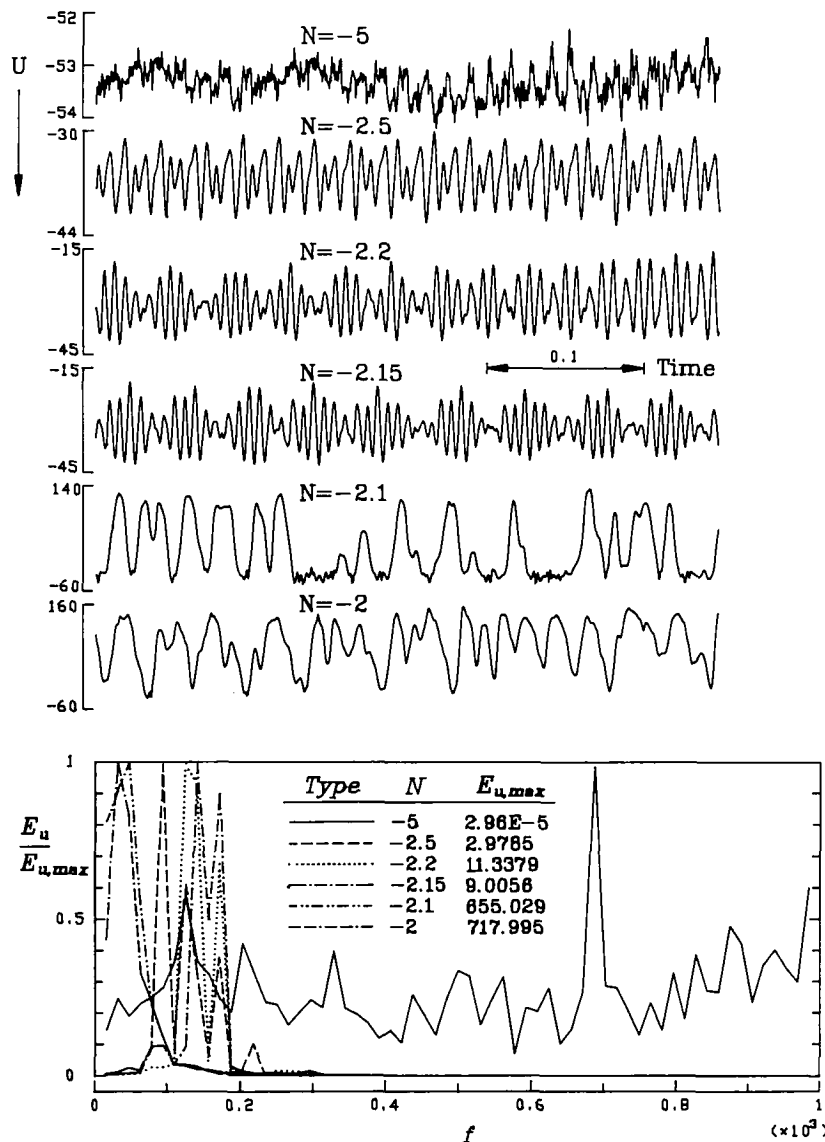 -52
N=-5
U
-53
-54
-30
N=-2.5
-44
-15
N=-2.2
-45
0.1
Time
-15
N=-2.15
-45
140
N=-2.1
-60
160
N=-2
-60
1
Type N E_{u,max}
-5 2.96E-5
-2.5 2.9765
-2.2 11.3379
-2.15 9.0056
-2.1 655.029
-2 717.995
E_u
E_{u,max}
0.5
0
0 0.2 0.4 0.6 0.8 1
f
(×10³)